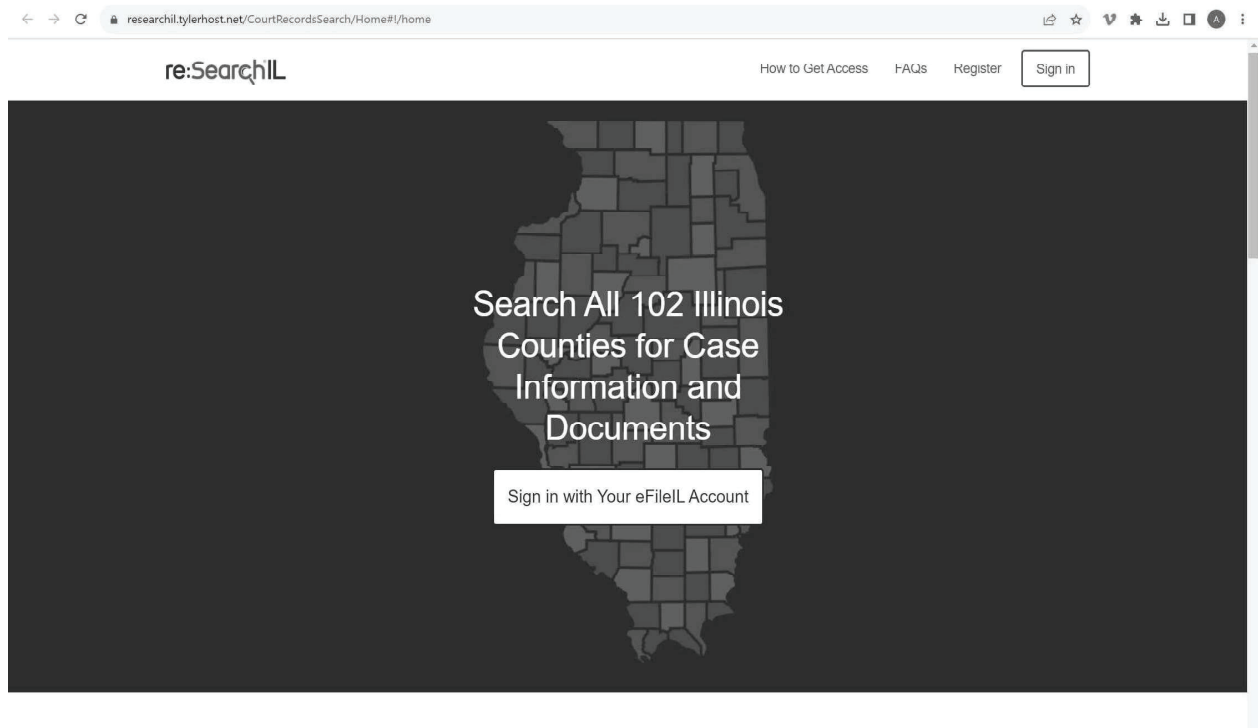 researchil.tylerhost.net/CourtRecordsSearch/Home#!/home
A
re:SearchIL
How to Get Access
FAQs
Register
Sign in
Search All 102 Illinois
Counties for Case
Information and
Documents
Sign in with Your eFileIL Account